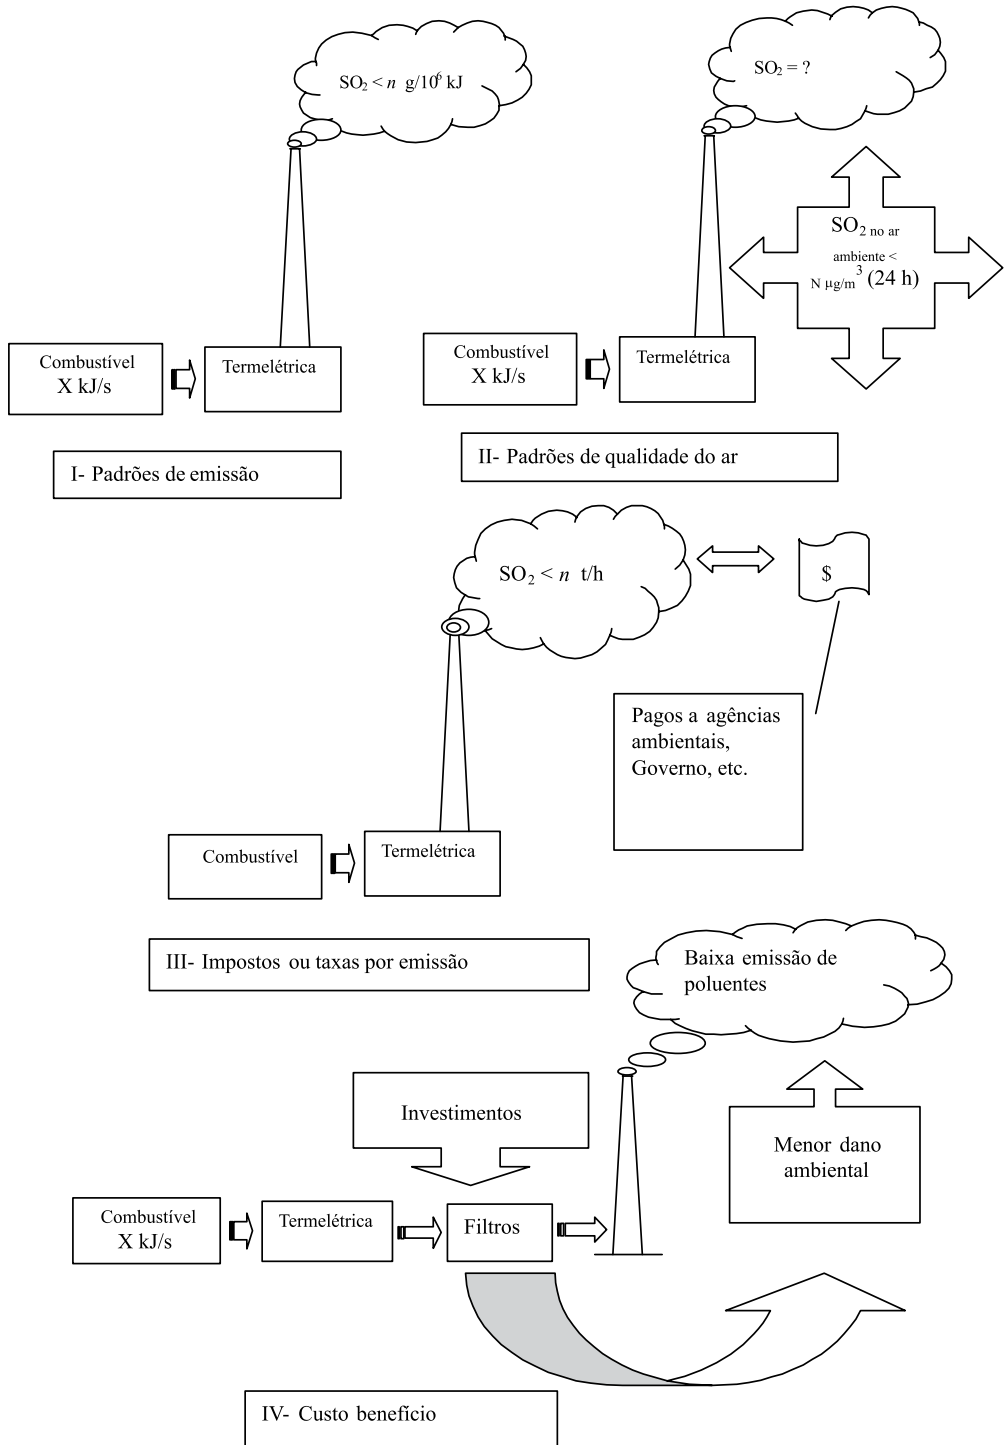 SO₂ < n g/10⁶ kJ
Combustível
X kJ/s
Termelétrica
I- Padrões de emissão
SO₂ = ?
SO₂ no ar
ambiente <
N µg/m³ (24 h)
Combustível
X kJ/s
Termelétrica
II- Padrões de qualidade do ar
SO₂ < n t/h
$
Pagos a agências
ambientais,
Governo, etc.
Combustível
Termelétrica
III- Impostos ou taxas por emissão
Baixa emissão de
poluentes
Investimentos
Menor dano
ambiental
Combustível
X kJ/s
Termelétrica
Filtros
IV- Custo benefício